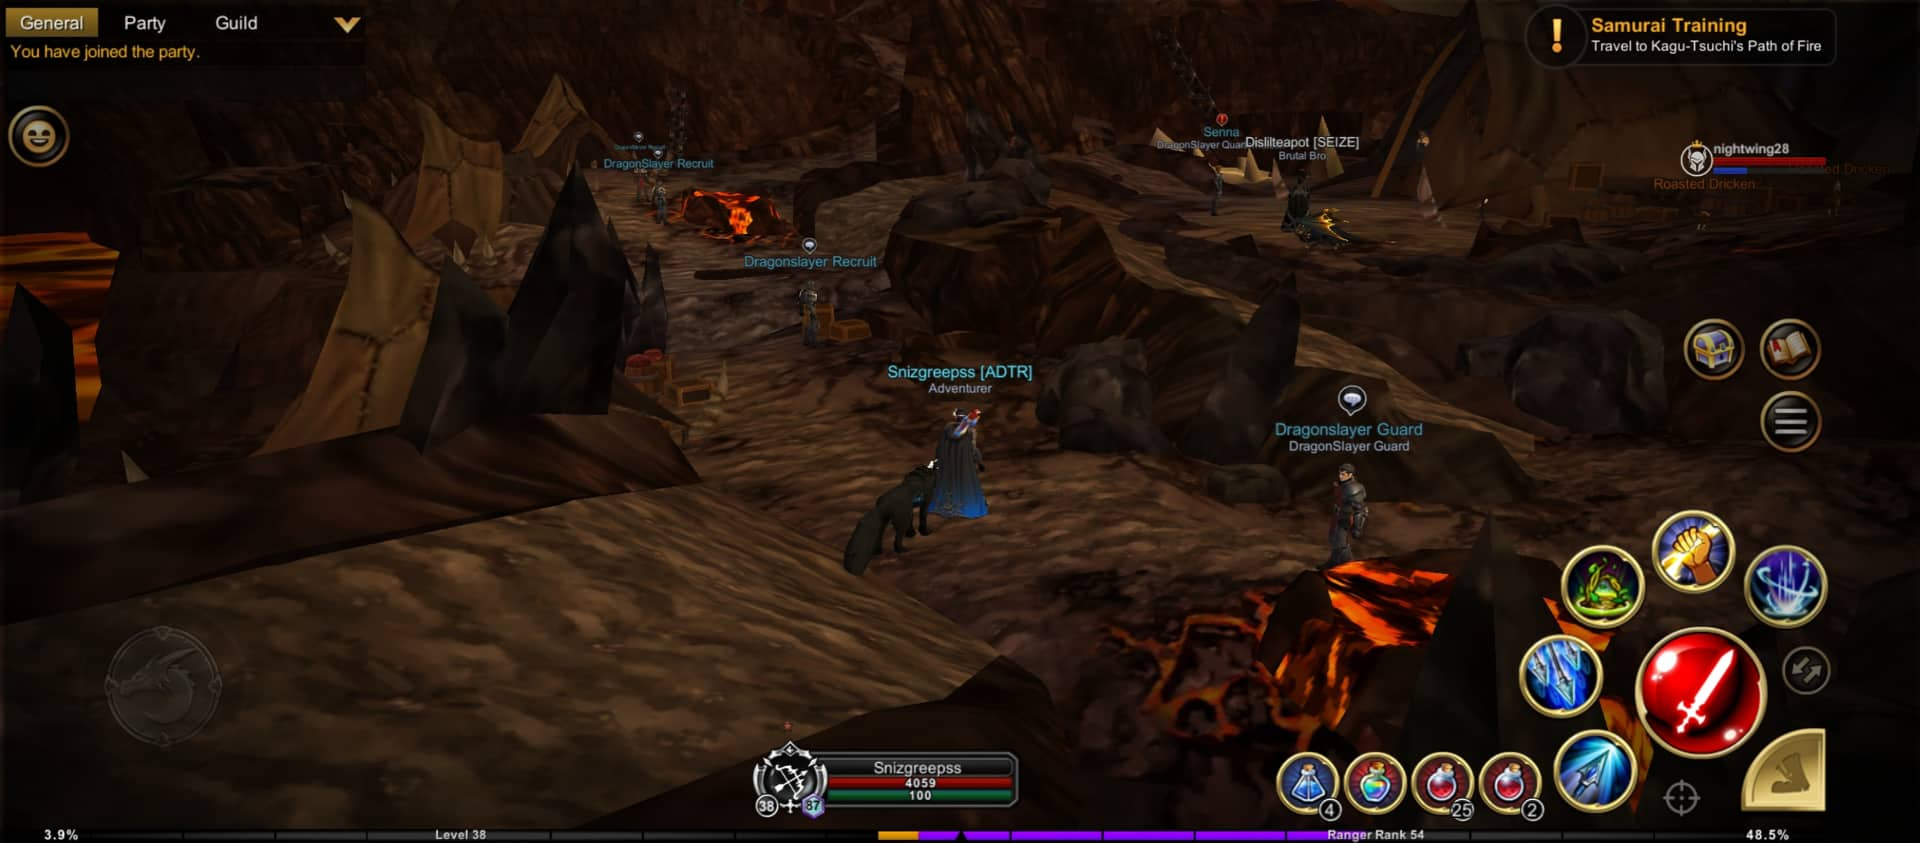 General Party Guild
You have joined the party.
Samurai Training
Travel to Kagu-Tsuchi's Path of Fire
DragonSlayer Recruit
Senna
Dislilteapot [SEIZE]
Brutal Bro
nightwing28
Roasted Dricken
Dragonslayer Recruit
Snizgreepss [ADTR]
Adventurer
Dragonslayer Guard
DragonSlayer Guard
Snizgreepss
4059
100
38
87
4
25
2
3.9%
Level 38
Ranger Rank 54
48.5%